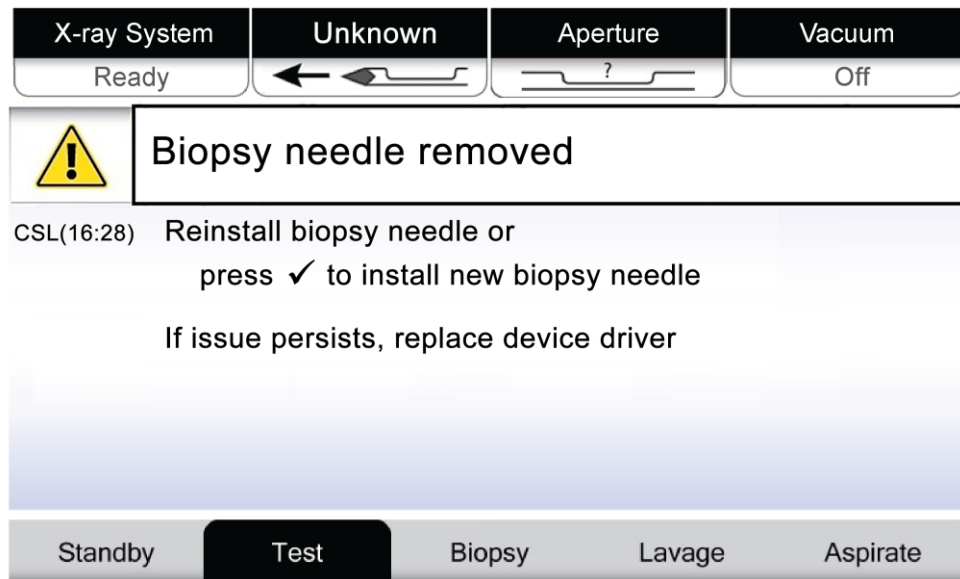 X-ray System
Unknown
Aperture
Vacuum
Ready
?
Off
Biopsy needle removed
CSL(16:28) Reinstall biopsy needle or
press ✓ to install new biopsy needle
If issue persists, replace device driver
Standby
Test
Biopsy
Lavage
Aspirate